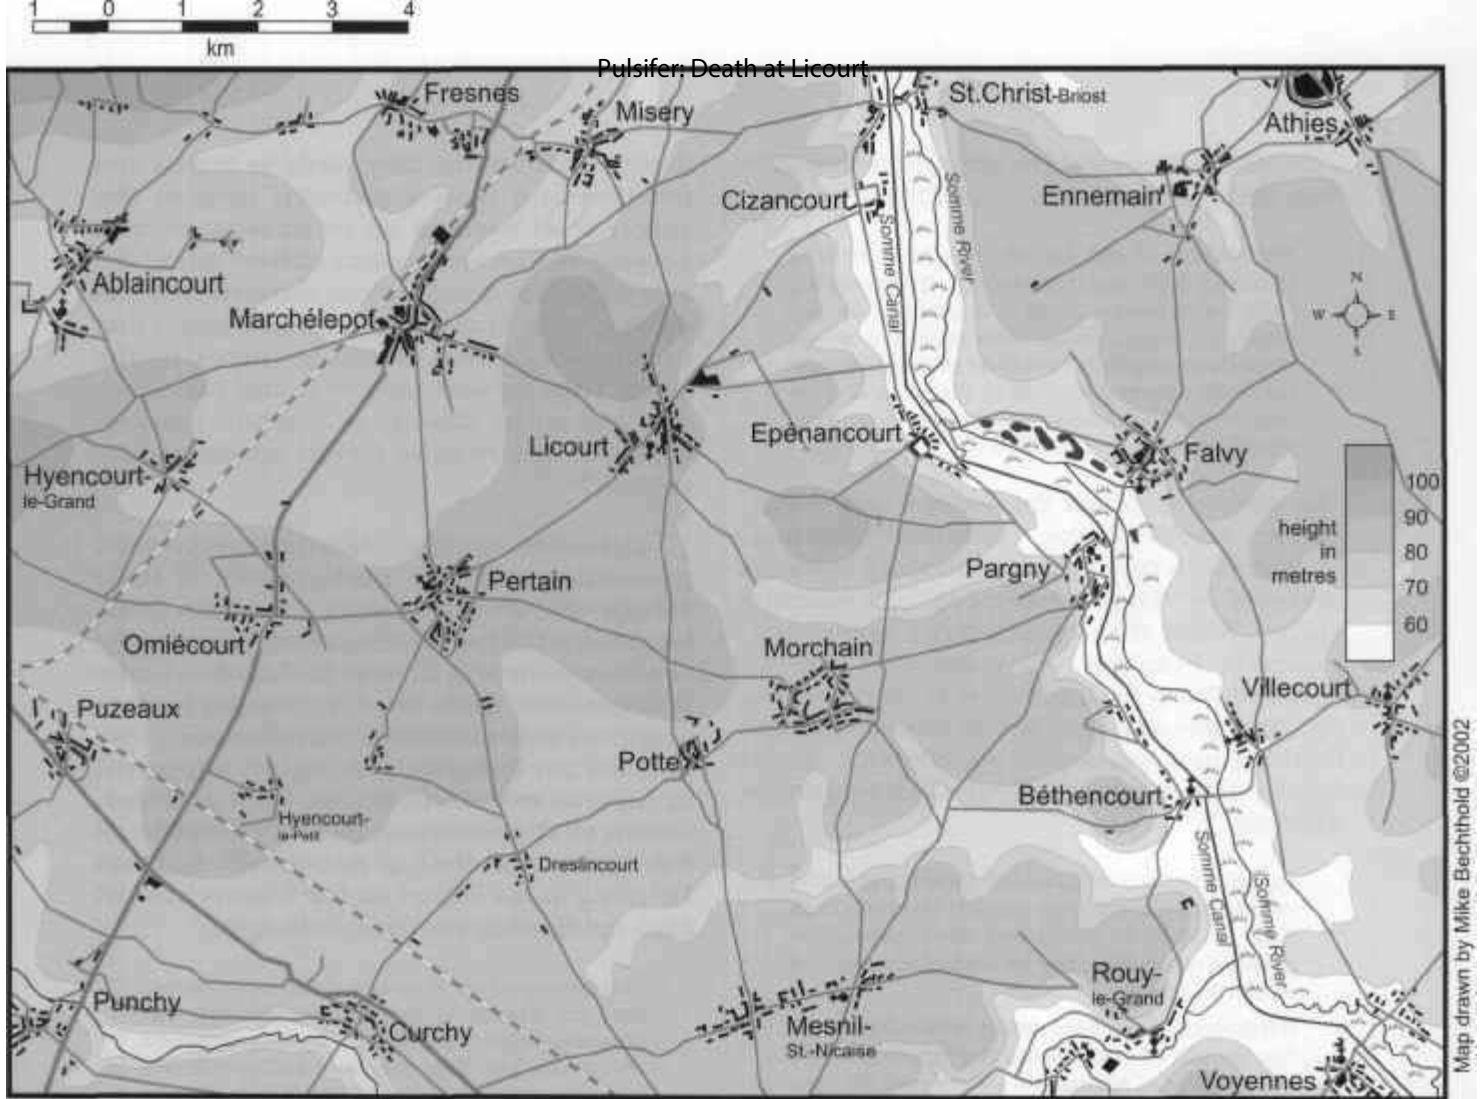 1 0 1 2 3 4
km
Pulsifer: Death at Licourt
Fresnes
Misery
St.Christ-Briost
Athies
Cizancourt
Ennemain
Somme River
Somme Canal
Ablaincourt
Marchélepot
N
W E
S
Licourt
Epénancourt
Falvy
Hyencourt-
le-Grand
100
90
80
70
60
height
in
metres
Pargny
Pertain
Omiécourt
Morchain
Villecourt
Puzeaux
Potte
Béthencourt
Hyencourt-
le-Petit
Dreslincourt
Somme Canal
Somme River
Rouy-
le-Grand
Punchy
Curchy
Mesnil-
St.-Nicaise
Voyennes
Map drawn by Mike Bechthold ©2002